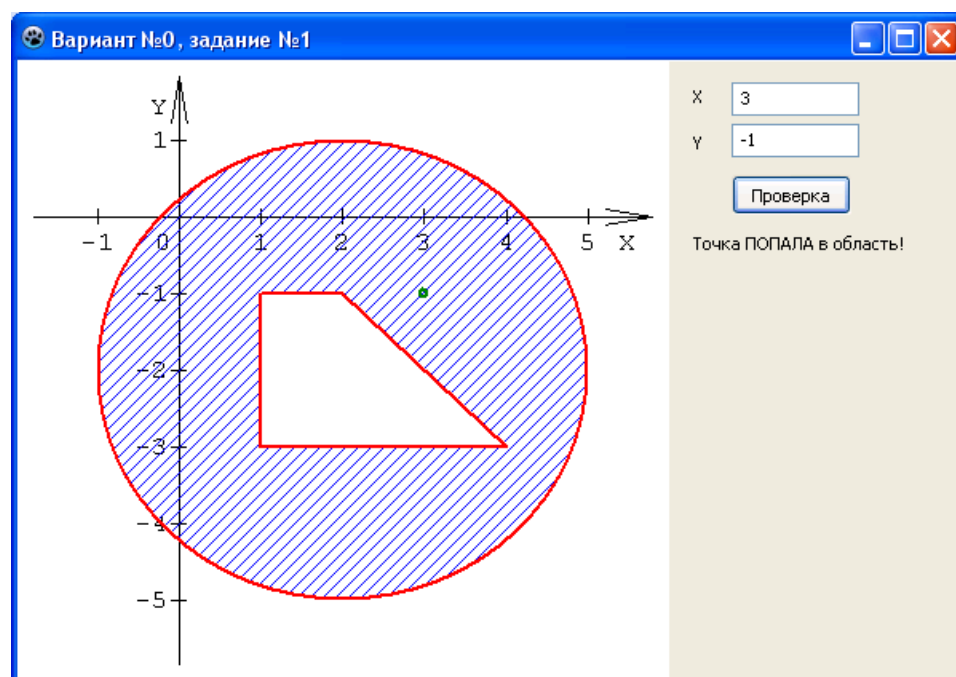 Вариант №0, задание №1
X 3
Y -1
Проверка
Точка ПОПАЛА в область!
Y
1
-1 0 1 2 3 4 5 X
-1
-2
-3
-4
-5